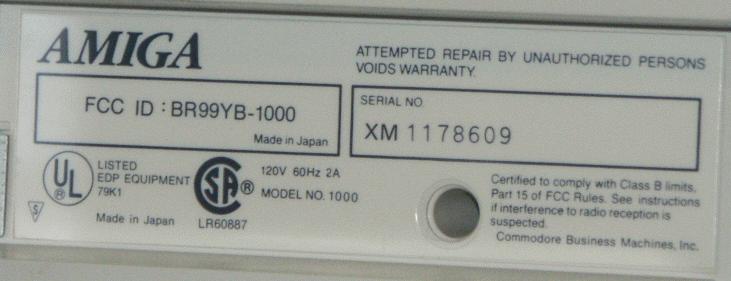 AMIGA
ATTEMPTED REPAIR BY UNAUTHORIZED PERSONS
VOIDS WARRANTY.
FCC ID : BR99YB-1000
Made in Japan
SERIAL NO.
XM 1178609
UL ®
LISTED
EDP EQUIPMENT
79K1
S
Made in Japan
SA ®
LR60887
120V 60Hz 2A
MODEL NO. 1000
Certified to comply with Class B limits,
Part 15 of FCC Rules. See instructions
if interference to radio reception is
suspected.
Commodore Business Machines, Inc.